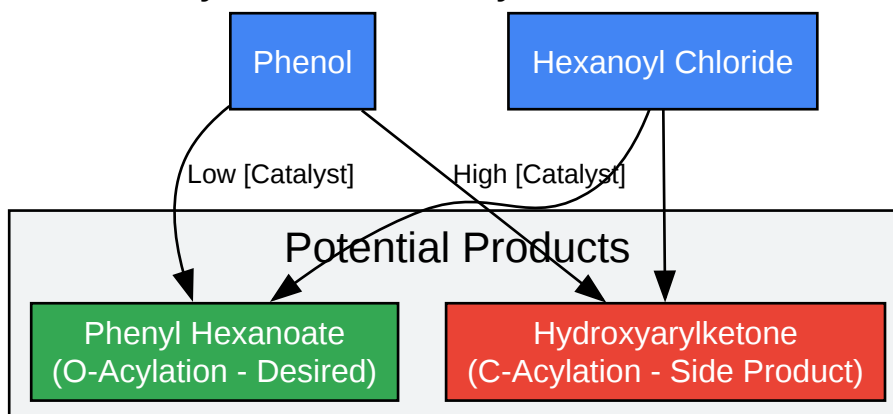 Phenol
Hexanoyl Chloride
Low [Catalyst]
High [Catalyst]
Potential Products
Phenyl Hexanoate
(O-Acylation - Desired)
Hydroxyarylketone
(C-Acylation - Side Product)